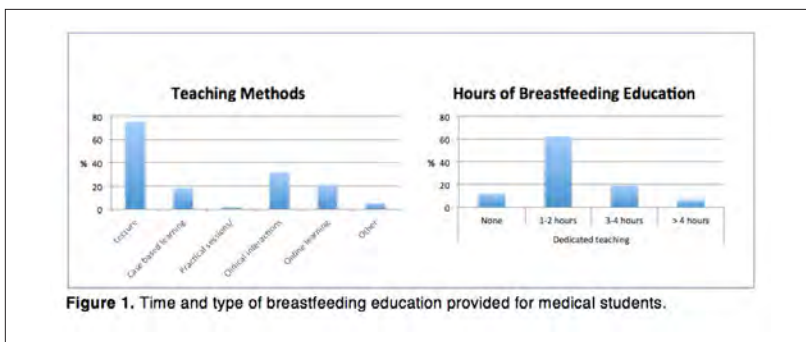 Teaching Methods
80
60
% 40
20
0
Lecture
Case based learning
Practical sessions/
Clinical interactions
Online learning
Other
Hours of Breastfeeding Education
80
60
% 40
20
0
None 1-2 hours 3-4 hours > 4 hours
Dedicated teaching
Figure 1. Time and type of breastfeeding education provided for medical students.